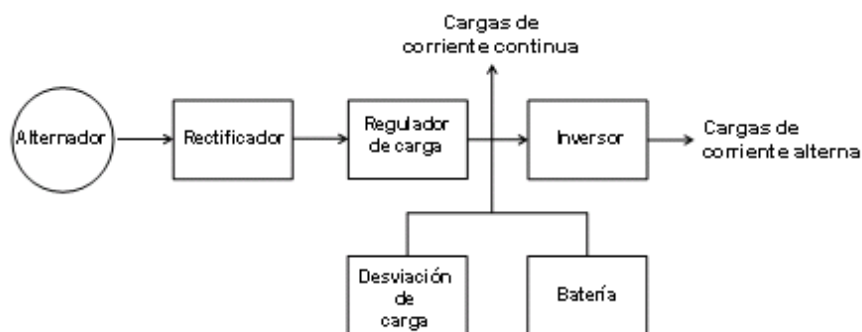 Cargas de
corriente continua
Alternador
Rectificador
Regulador
de carga
Inversor
Cargas de
corriente alterna
Desviación
de
carga
Batería